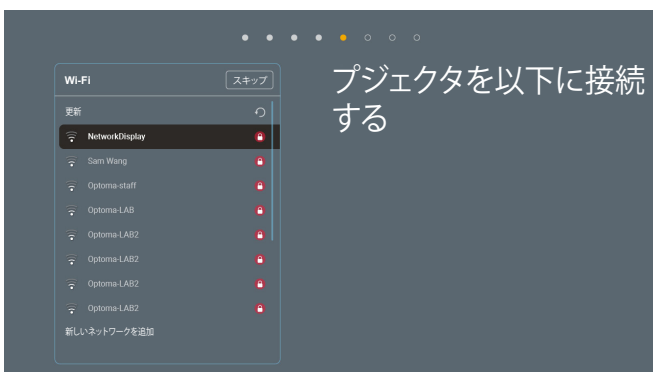 Wi-Fi
スキップ
プジェクタを以下に接続
する
更新
NetworkDisplay
Sam Wang
Optoma-staff
Optoma-LAB
Optoma-LAB2
Optoma-LAB2
Optoma-LAB2
Optoma-LAB2
新しいネットワークを追加